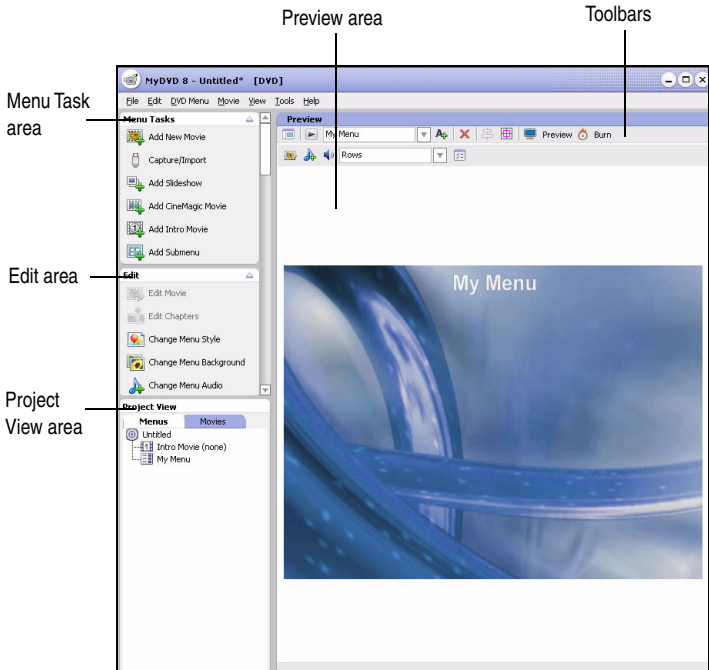 Preview area
Toolbars
Menu Task
area
Edit area
Project
View area
MyDVD 8 - Untitled* [DVD]
File Edit DVD Menu Movie View Tools Help
Menu Tasks
Add New Movie
Capture/Import
Add Slideshow
Add CineMagic Movie
Add Intro Movie
Add Submenu
Edit
Edit Movie
Edit Chapters
Change Menu Style
Change Menu Background
Change Menu Audio
Project View
Menus Movies
Untitled
Intro Movie (none)
My Menu
Preview
My Menu Preview Burn
Rows
My Menu